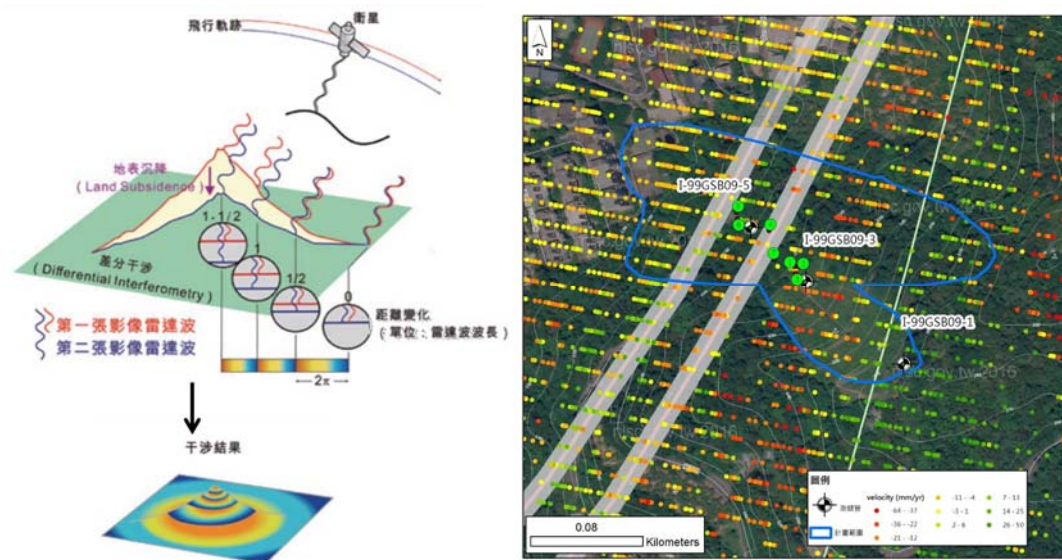 飛行軌跡
衛星
地表沉降
(Land Subsidence)
1-1/2
1
1/2
0
差分干涉
(Differential Interferometry)
距離變化
(單位：雷達波波長)
第一張影像雷達波
第二張影像雷達波
2π
干涉結果
N
I-99GSB09-5
I-99GSB09-3
I-99GSB09-1
nlsc.gov.tw 2016
0.08
Kilometers
圖例
計畫範圍
velocity (mm/yr)
-64 - -37
-36 - -22
-21 - -12
-11 - -4
-3 - 1
2 - 6
7 - 13
14 - 25
26 - 50